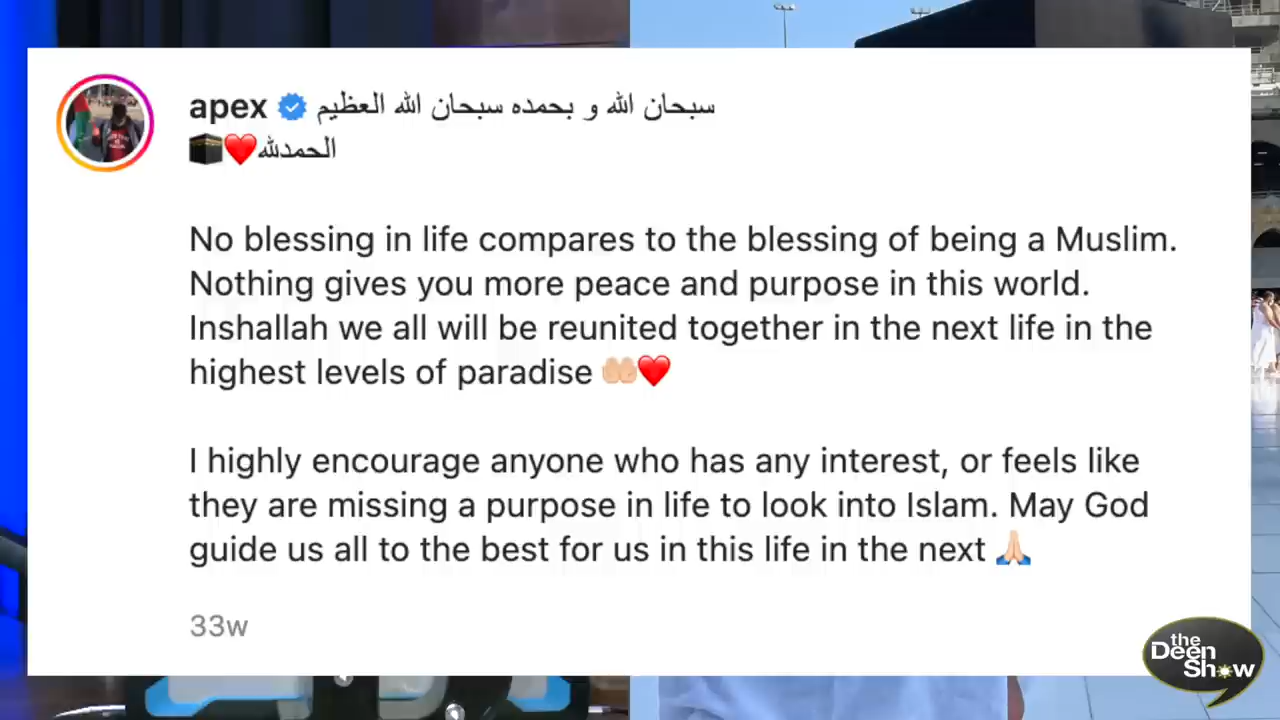 apex سبحان الله و بحمده سبحان الله العظيم
الحمدلله
No blessing in life compares to the blessing of being a Muslim.
Nothing gives you more peace and purpose in this world.
Inshallah we all will be reunited together in the next life in the
highest levels of paradise 🤲🏻❤️
I highly encourage anyone who has any interest, or feels like
they are missing a purpose in life to look into Islam. May God
guide us all to the best for us in this life in the next 🙏🏻
33w
the
Deen
Show